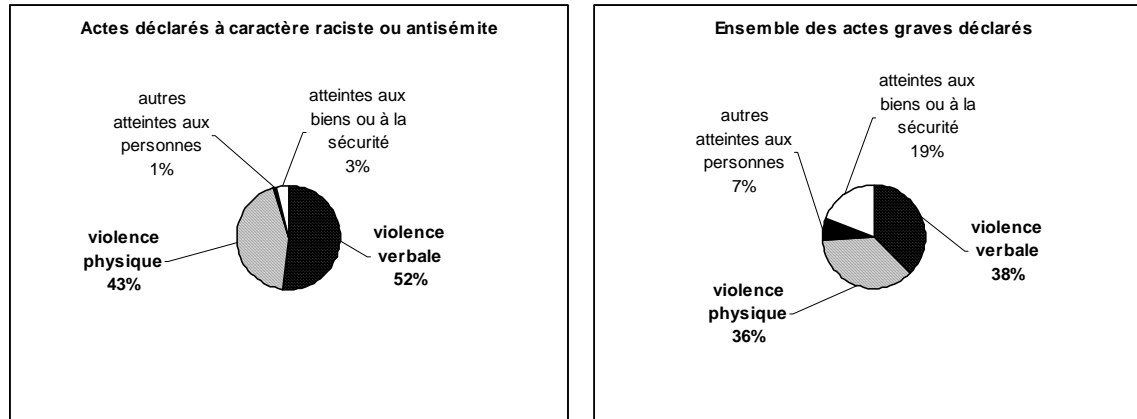 Actes déclarés à caractère raciste ou antisémite
autres
atteintes aux
personnes
1%
atteintes aux
biens ou à la
sécurité
3%
violence
physique
43%
violence
verbale
52%
Ensemble des actes graves déclarés
autres
atteintes aux
personnes
7%
atteintes aux
biens ou à la
sécurité
19%
violence
verbale
38%
violence
physique
36%